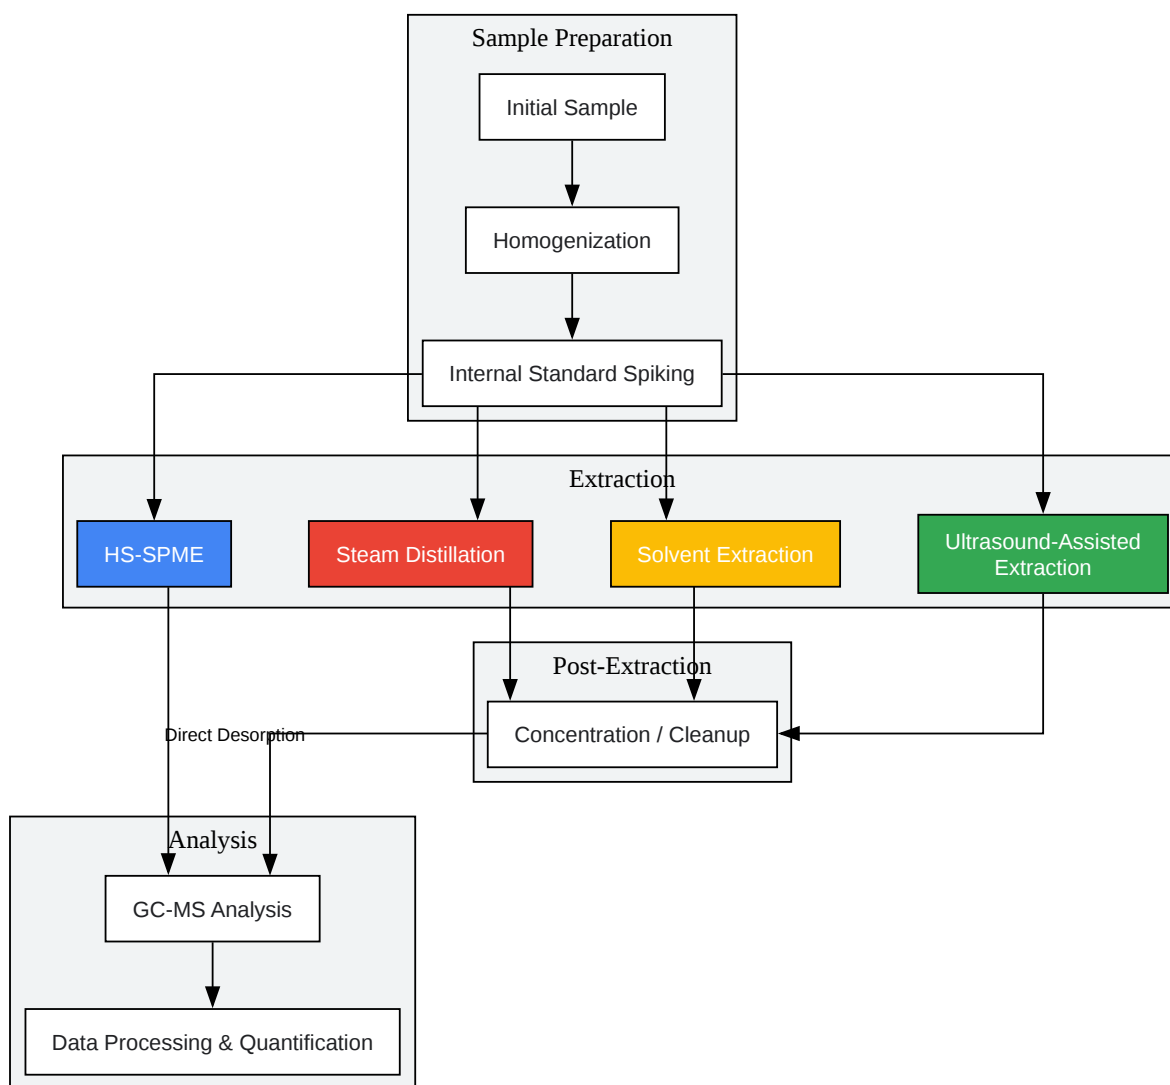 Sample Preparation
Initial Sample
Homogenization
Internal Standard Spiking
Extraction
HS-SPME
Steam Distillation
Solvent Extraction
Ultrasound-Assisted
Extraction
Post-Extraction
Concentration / Cleanup
Direct Desorption
Analysis
GC-MS Analysis
Data Processing & Quantification